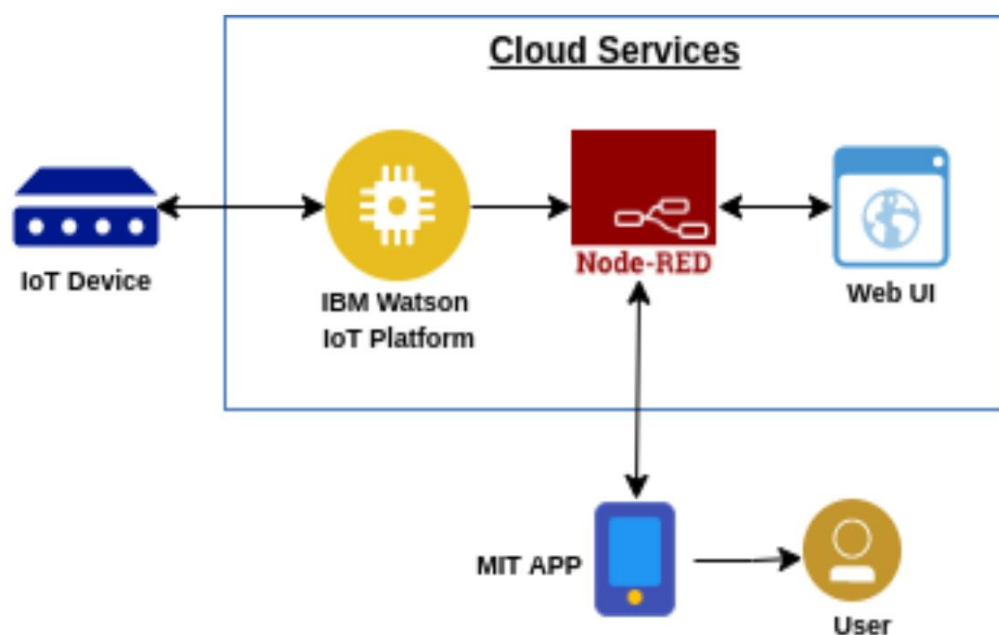 Cloud Services
IoT Device
IBM Watson
IoT Platform
Node-RED
Web UI
MIT APP
User